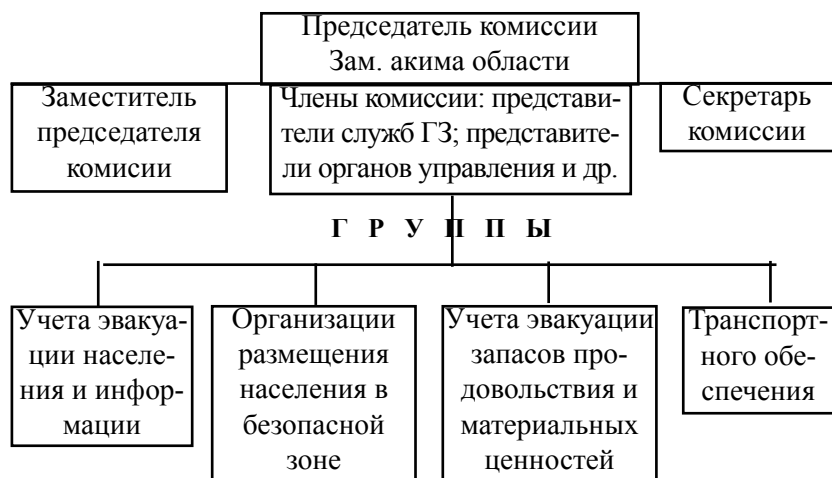 Председатель комиссии
Зам. акима области
Заместитель
председателя
комисии
Члены комиссии: представи-
тели служб ГЗ; представите-
ли органов управления и др.
Секретарь
комиссии
Г Р У П П Ы
Учета эвакуа-
ции населе-
ния и инфор-
мации
Организации
размещения
населения в
безопасной
зоне
Учета эвакуации
запасов про-
довольствия и
материальных
ценностей
Транспорт-
ного обе-
спечения